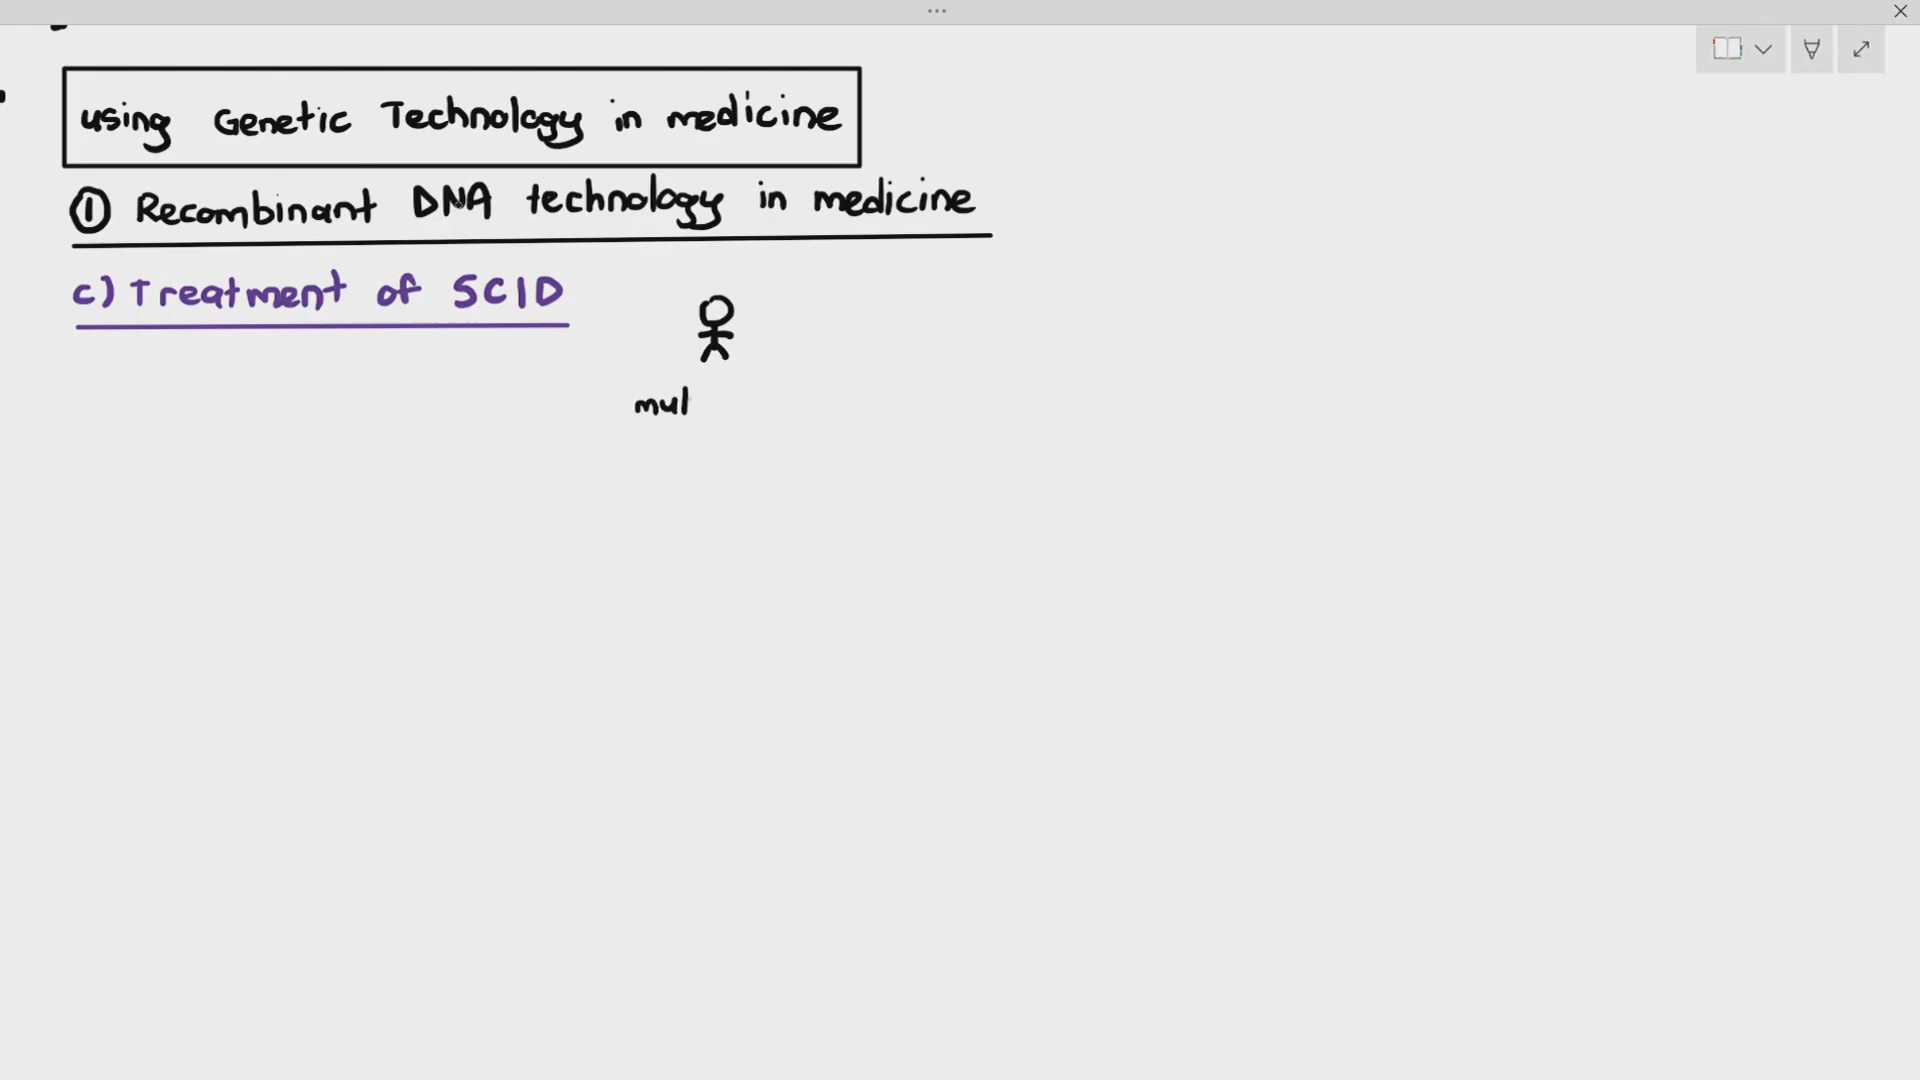 using Genetic Technology in medicine
① Recombinant DNA technology in medicine
c) Treatment of SCID
mul